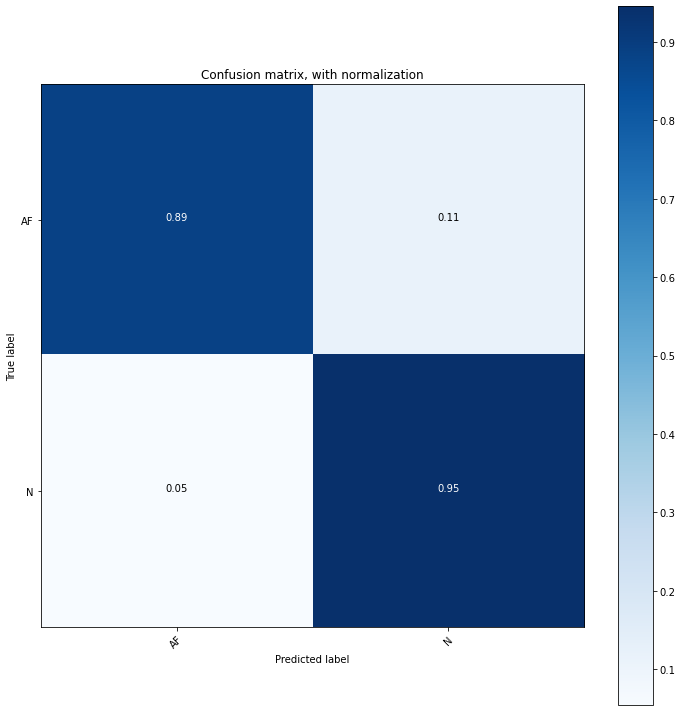 Confusion matrix, with normalization
True label
AF
0.89
0.11
N
0.05
0.95
AF
N
Predicted label
0.9
0.8
0.7
0.6
0.5
0.4
0.3
0.2
0.1